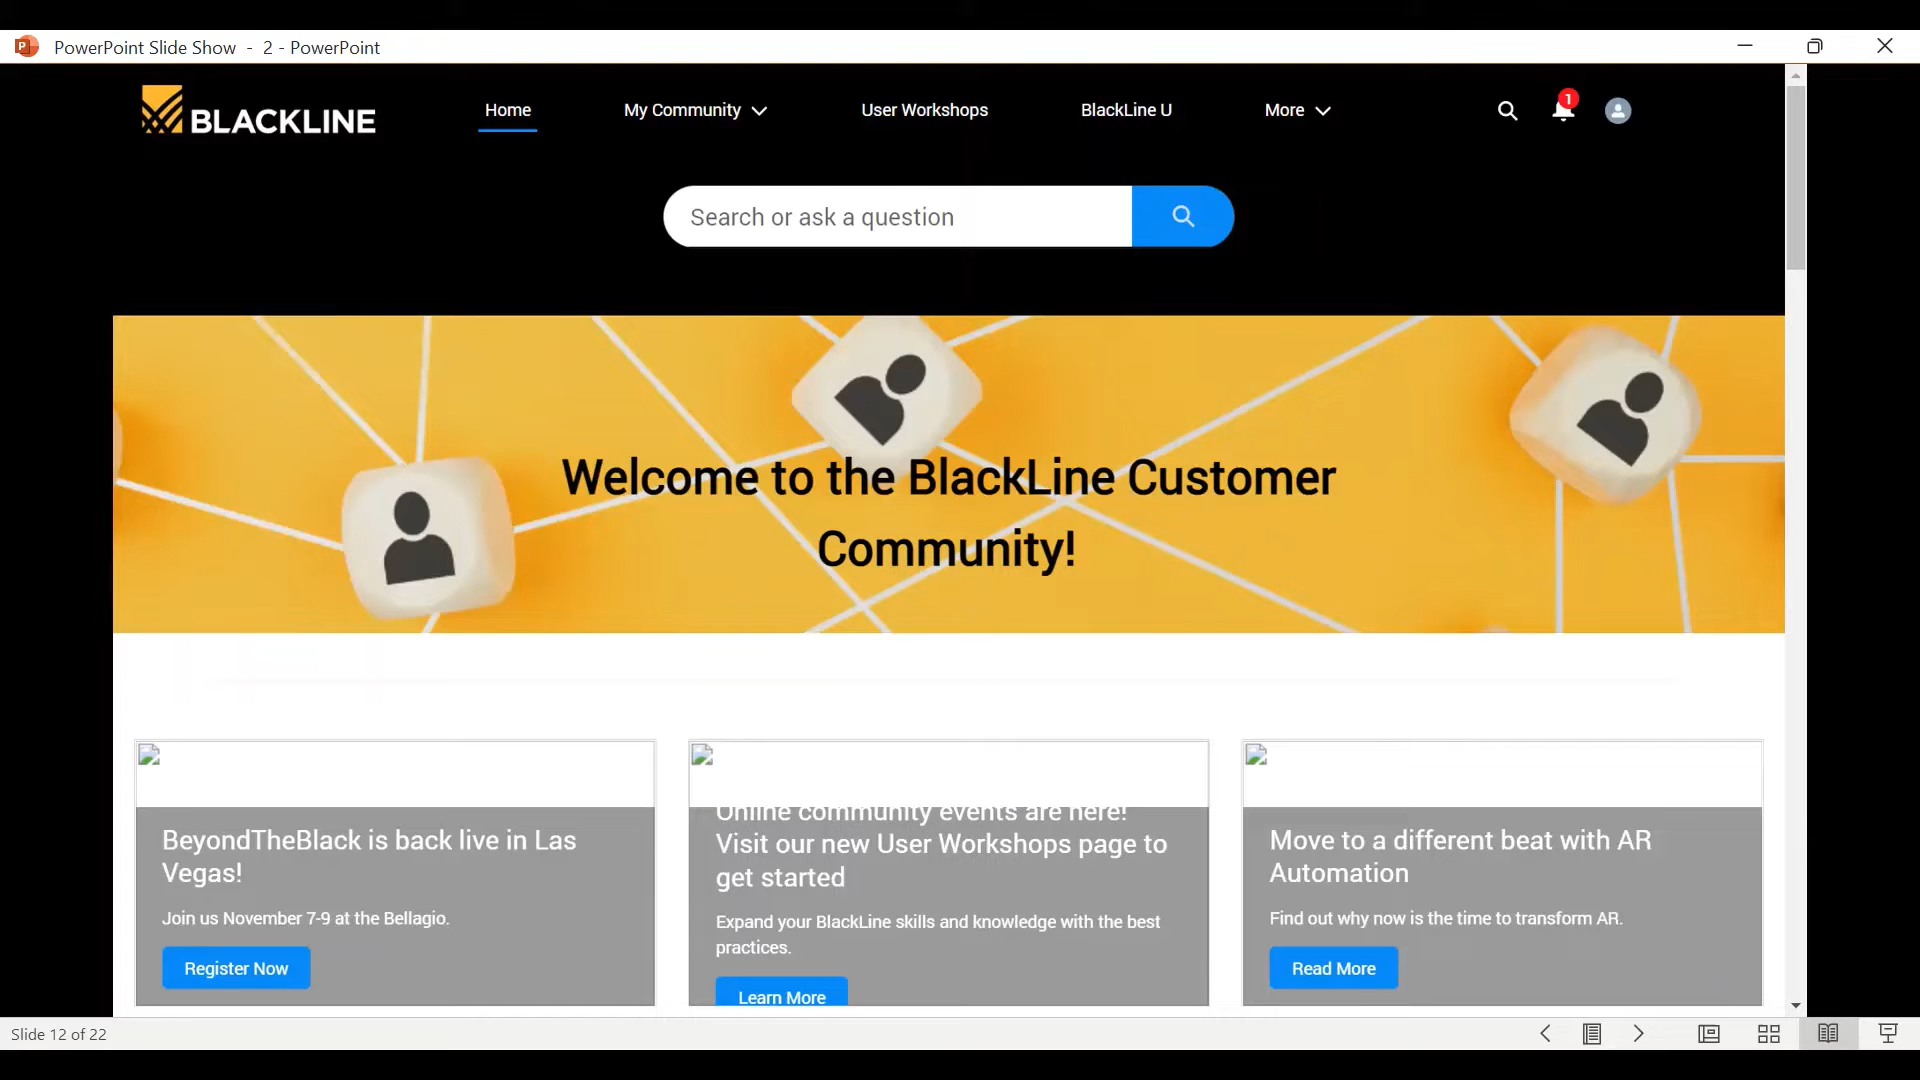 PowerPoint Slide Show - 2 - PowerPoint
BLACKLINE
Home
My Community
User Workshops
BlackLine U
More
1
Search or ask a question
Welcome to the BlackLine Customer
Community!
BeyondTheBlack is back live in Las
Vegas!
Join us November 7-9 at the Bellagio.
Register Now
Online community events are here!
Visit our new User Workshops page to
get started
Expand your BlackLine skills and knowledge with the best
practices.
Learn More
Move to a different beat with AR
Automation
Find out why now is the time to transform AR.
Read More
Slide 12 of 22